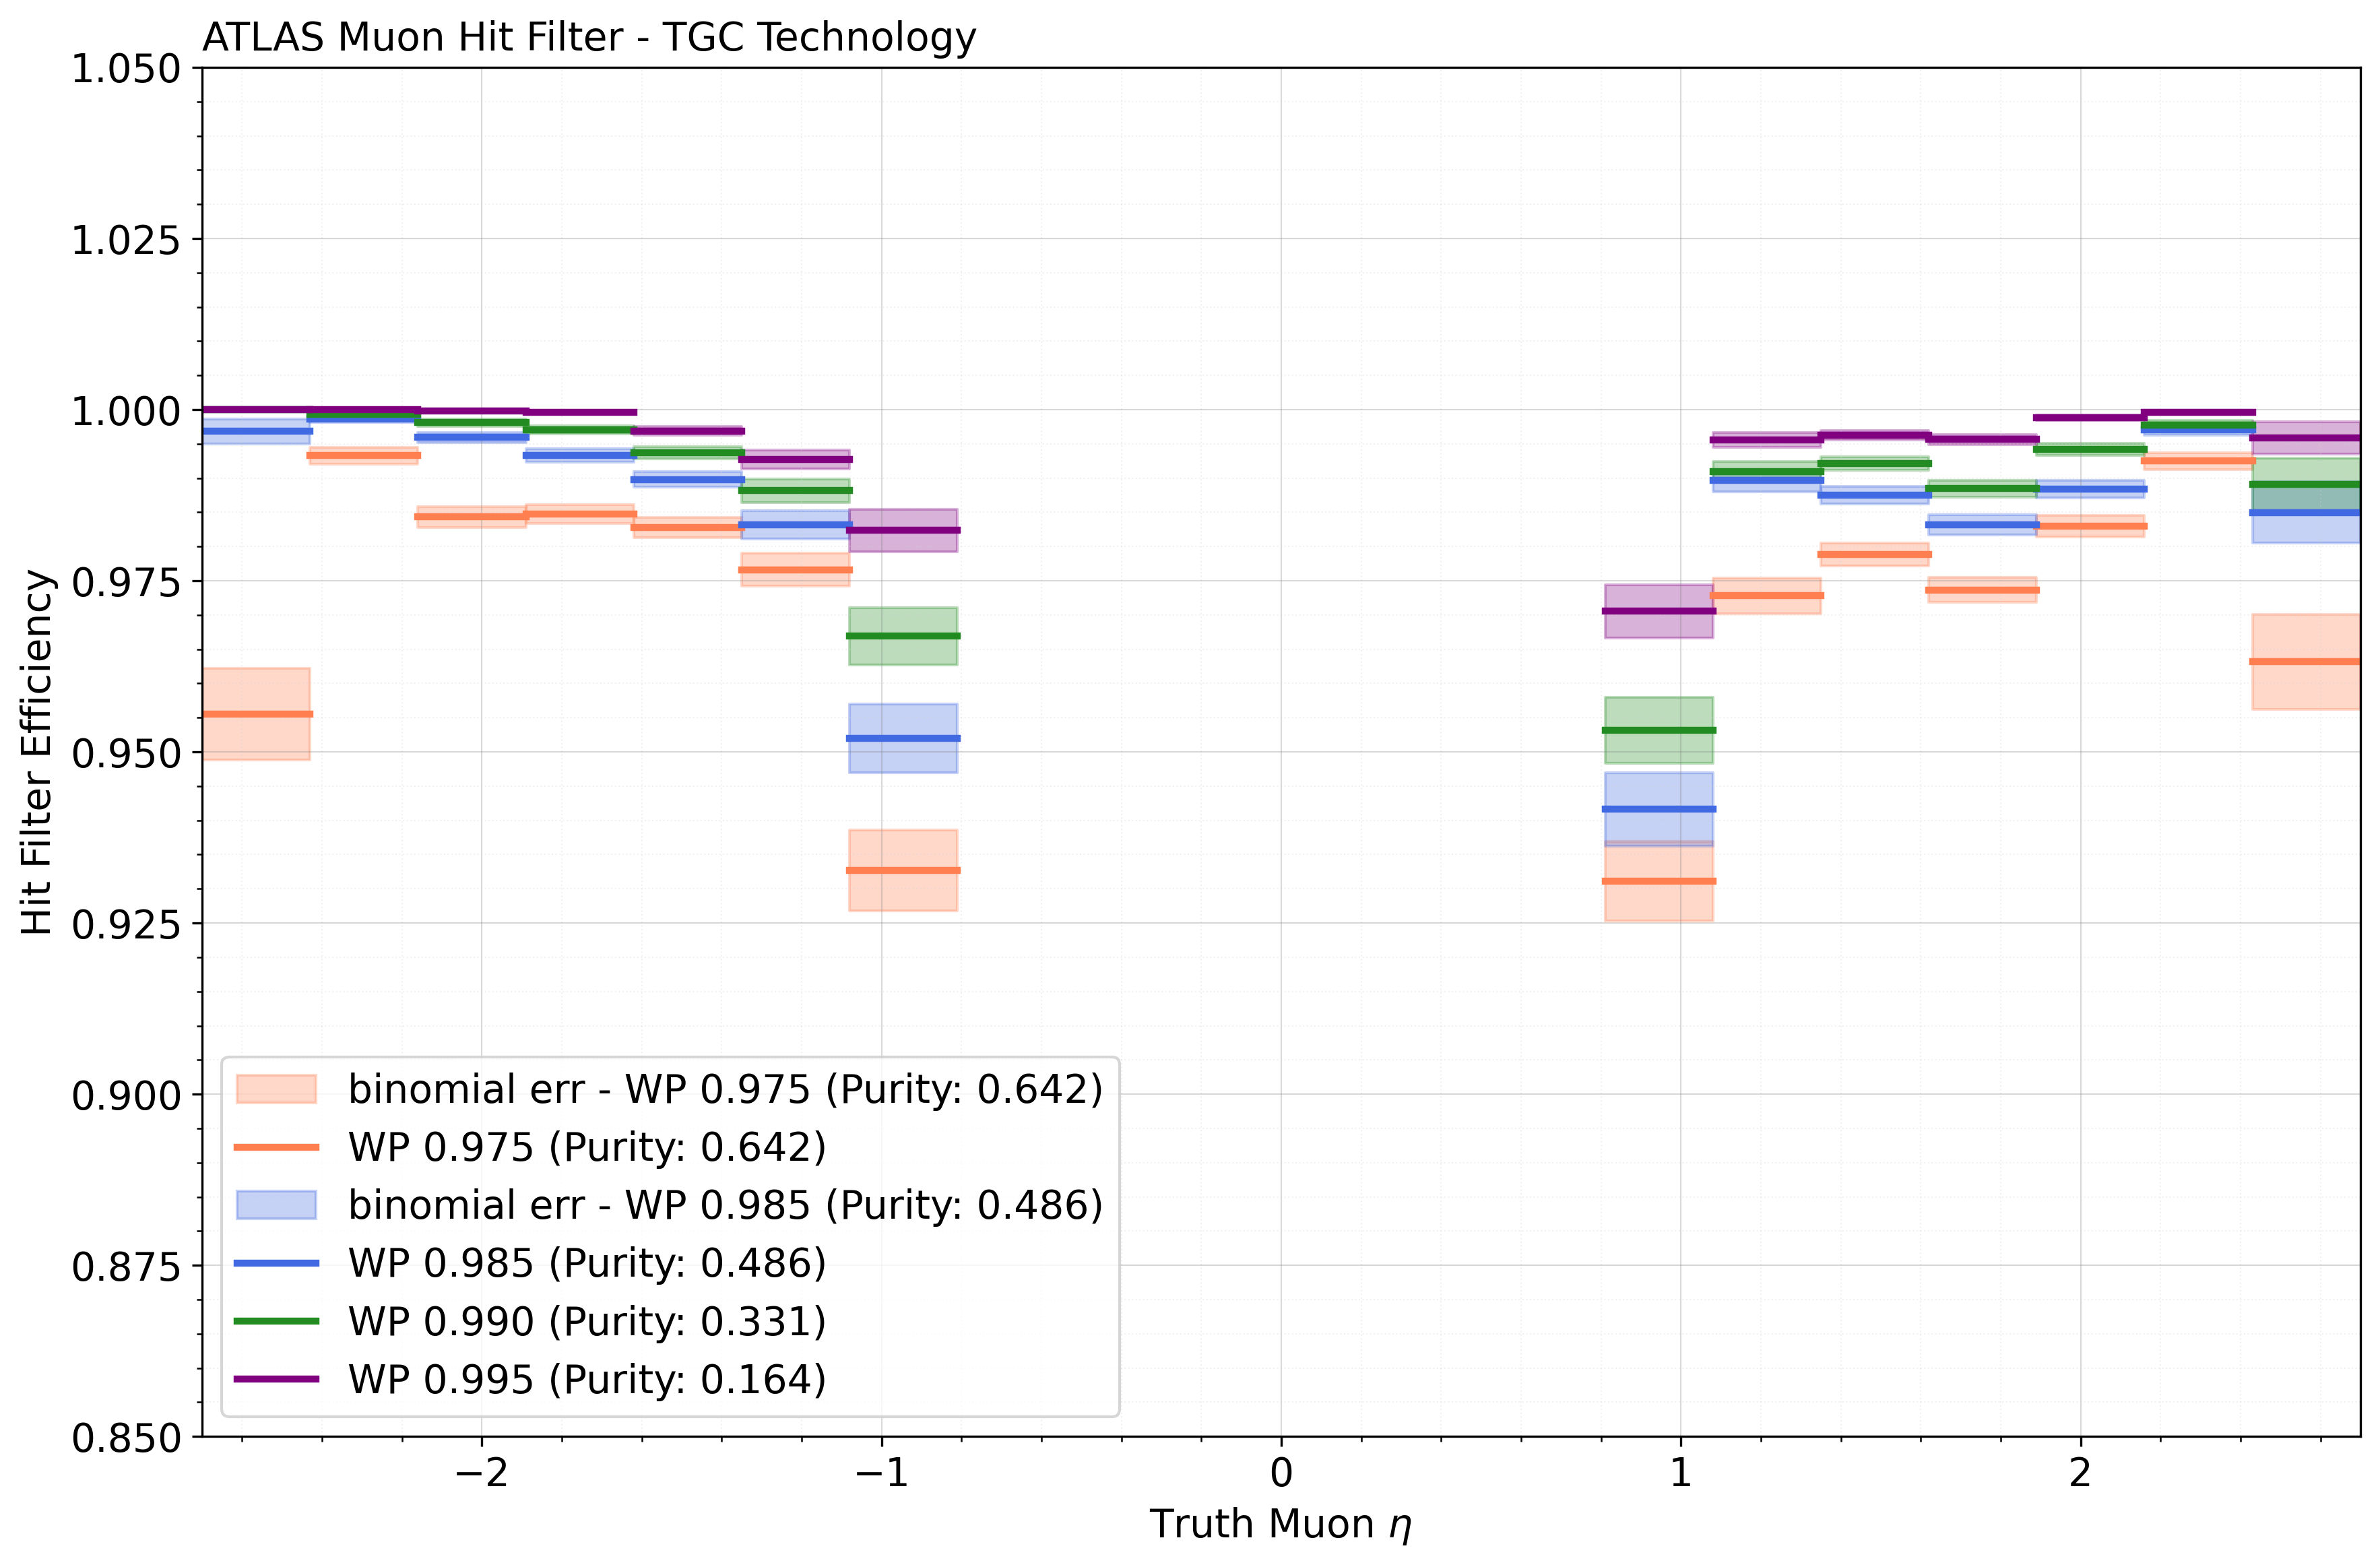 ATLAS Muon Hit Filter - TGC Technology
1.050
1.025
1.000
0.975
0.950
0.925
0.900
0.875
0.850
Hit Filter Efficiency
binomial err - WP 0.975 (Purity: 0.642)
WP 0.975 (Purity: 0.642)
binomial err - WP 0.985 (Purity: 0.486)
WP 0.985 (Purity: 0.486)
WP 0.990 (Purity: 0.331)
WP 0.995 (Purity: 0.164)
−2 −1 0 1 2
Truth Muon η